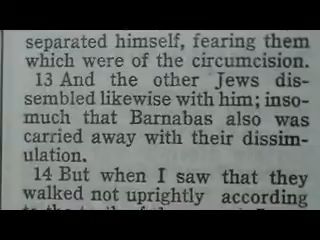 separated himself, fearing them
which were of the circumcision.
13 And the other Jews dis-
sembled likewise with him; inso-
much that Barnabas also was
carried away with their dissim-
ulation.
14 But when I saw that they
walked not uprightly according